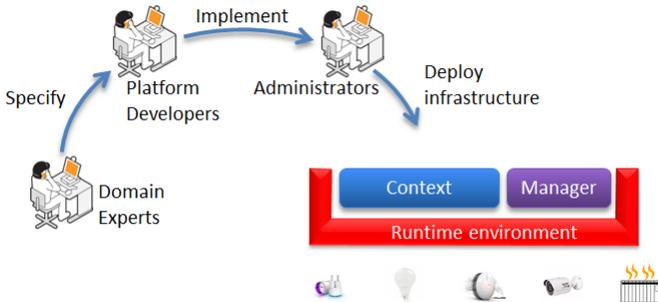 Implement
Specify
Platform
Developers
Administrators
Deploy
infrastructure
Domain
Experts
Context
Manager
Runtime environment